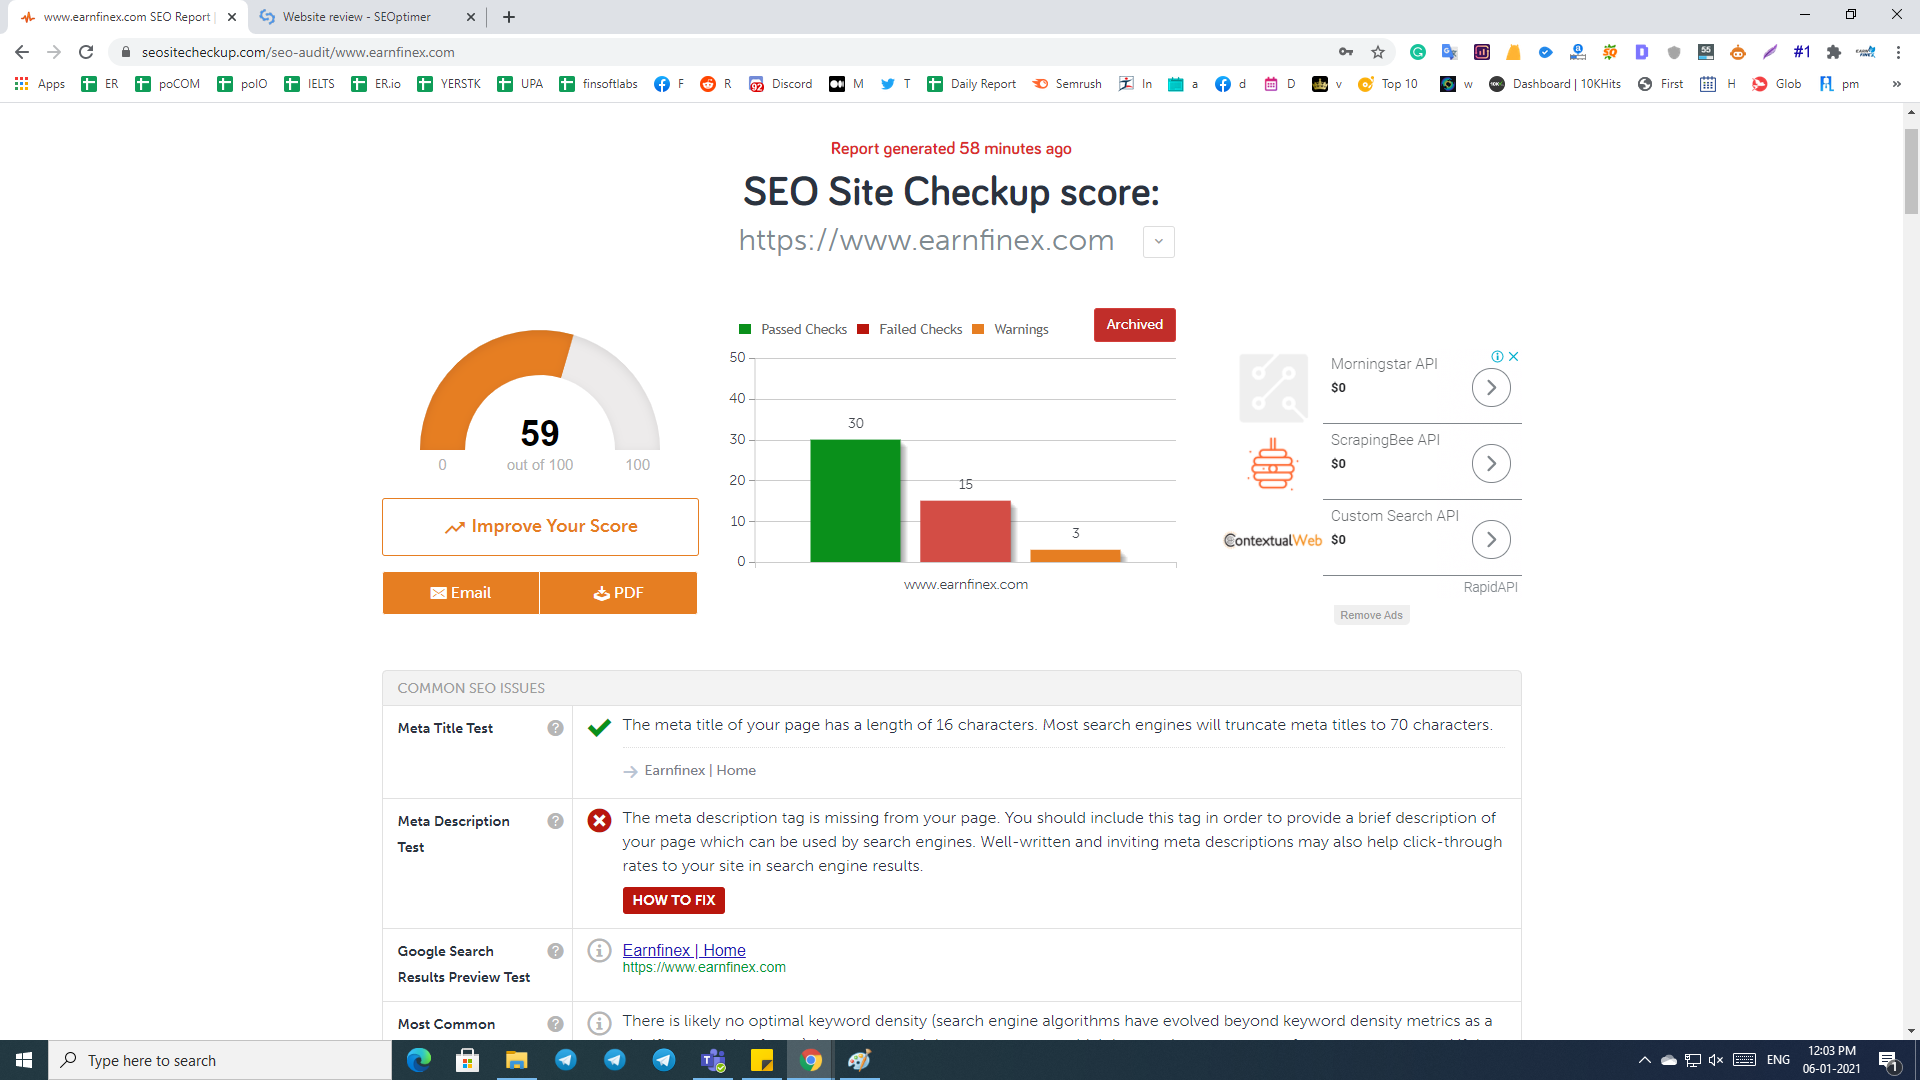 www.earnfinex.com SEO Report |
Website review - SEOptimer
seositecheckup.com/seo-audit/www.earnfinex.com
55
#1
Apps ER poCOM poIO IELTS ER.io YERSTK UPA finsoftlabs F R Discord M T Daily Report Semrush In a d D v Top 10 w Dashboard | 10KHits First H Glob pm »
Report generated 58 minutes ago
SEO Site Checkup score:
https://www.earnfinex.com
Passed Checks Failed Checks Warnings
Archived
59
0 out of 100 100
Improve Your Score
Email PDF
50
40
30
20
10
0
30
15
3
www.earnfinex.com
Morningstar API
$0
ScrapingBee API
$0
ContextualWeb
Custom Search API
$0
RapidAPI
Remove Ads
COMMON SEO ISSUES
Meta Title Test
The meta title of your page has a length of 16 characters. Most search engines will truncate meta titles to 70 characters.
Earnfinex | Home
Meta Description
Test
The meta description tag is missing from your page. You should include this tag in order to provide a brief description of
your page which can be used by search engines. Well-written and inviting meta descriptions may also help click-through
rates to your site in search engine results.
HOW TO FIX
Google Search
Results Preview Test
Earnfinex | Home
https://www.earnfinex.com
Most Common
There is likely no optimal keyword density (search engine algorithms have evolved beyond keyword density metrics as a
Type here to search
ENG
12:03 PM
06-01-2021
1